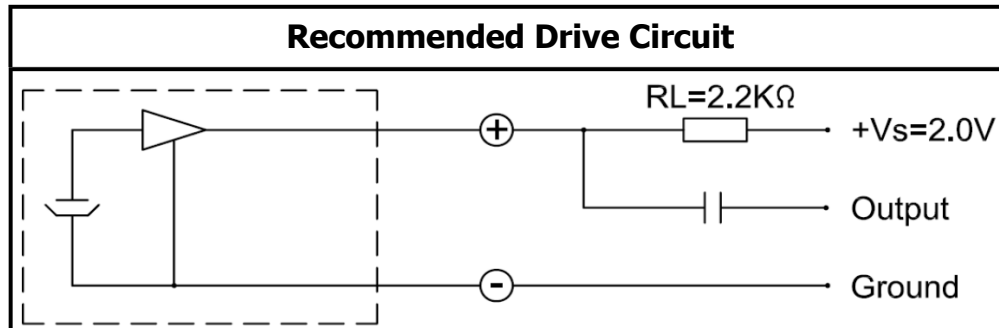 Recommended Drive Circuit
RL=2.2KΩ
+ +Vs=2.0V
Output
- Ground